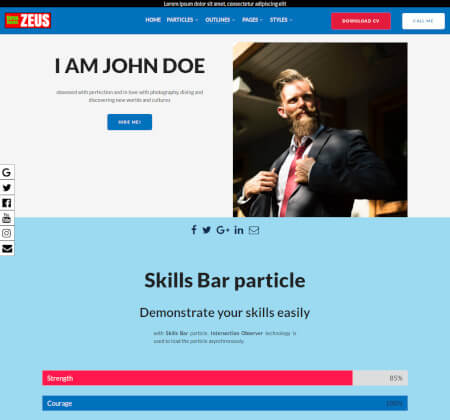 Lorem ipsum dolor sit amet, consectetur adipiscing elit
ZEUS
HOME PARTICLES OUTLINES PAGES STYLES
DOWNLOAD CV
CALL ME
I AM JOHN DOE
obsessed with perfection and in love with photography, diving and
discovering new worlds and cultures
HIRE ME!
Skills Bar particle
Demonstrate your skills easily
with Skills Bar particle. Intersection Observer technology is
used to load the particle asynchronously.
Strength 85%
Courage 100%